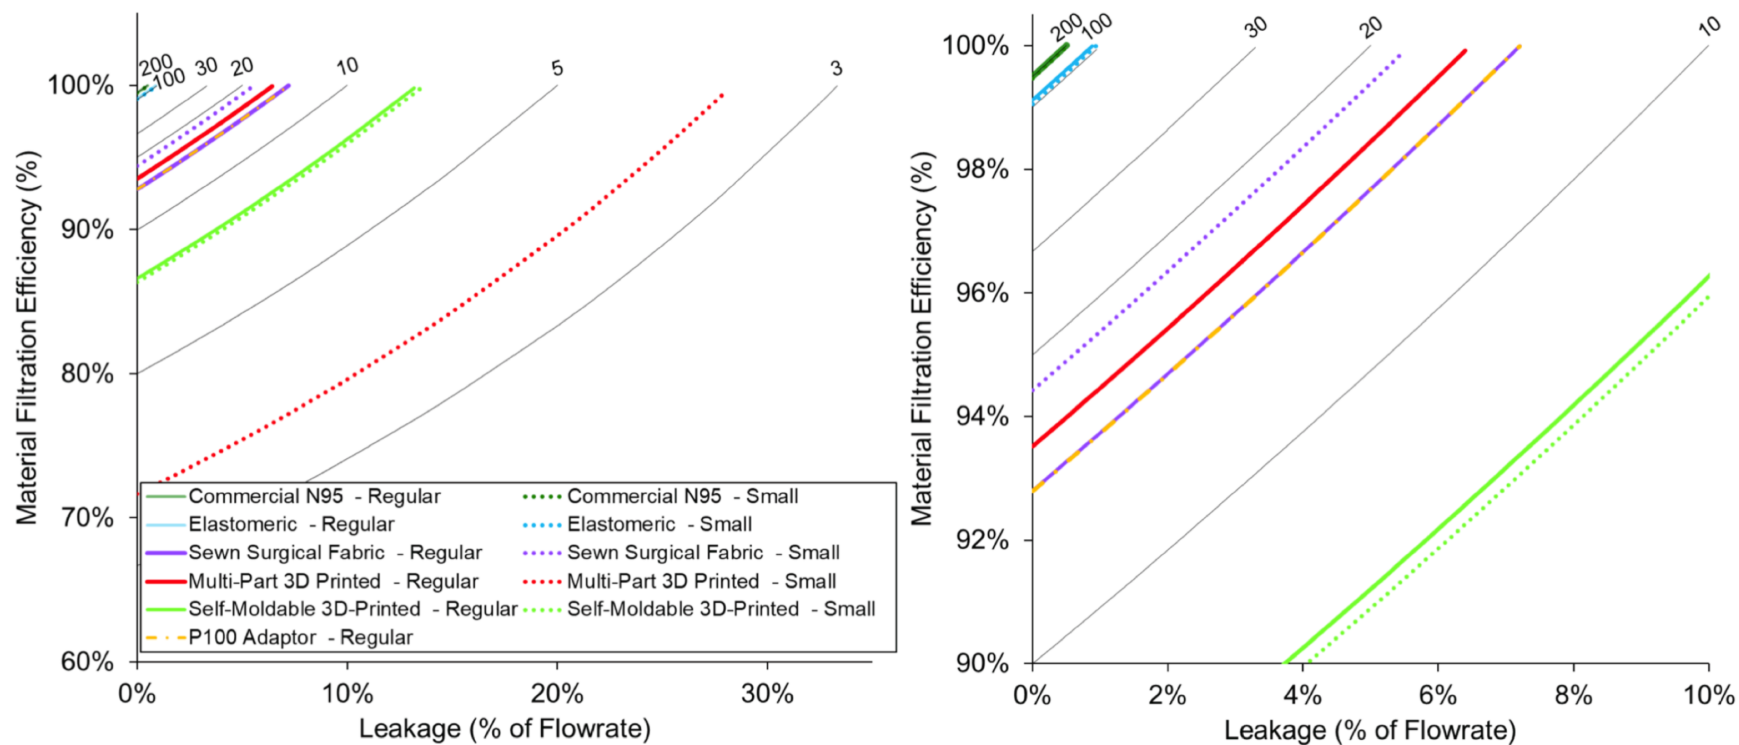 Material Filtration Efficiency (%)
200
100
30
20
10
5
3
100%
90%
80%
70%
60%
Commercial N95 - Regular
Commercial N95 - Small
Elastomeric - Regular
Elastomeric - Small
Sewn Surgical Fabric - Regular
Sewn Surgical Fabric - Small
Multi-Part 3D Printed - Regular
Multi-Part 3D Printed - Small
Self-Moldable 3D-Printed - Regular
Self-Moldable 3D-Printed - Small
P100 Adaptor - Regular
0% 10% 20% 30%
Leakage (% of Flowrate)
Material Filtration Efficiency (%)
200
100
30
20
10
100%
98%
96%
94%
92%
90%
0% 2% 4% 6% 8% 10%
Leakage (% of Flowrate)